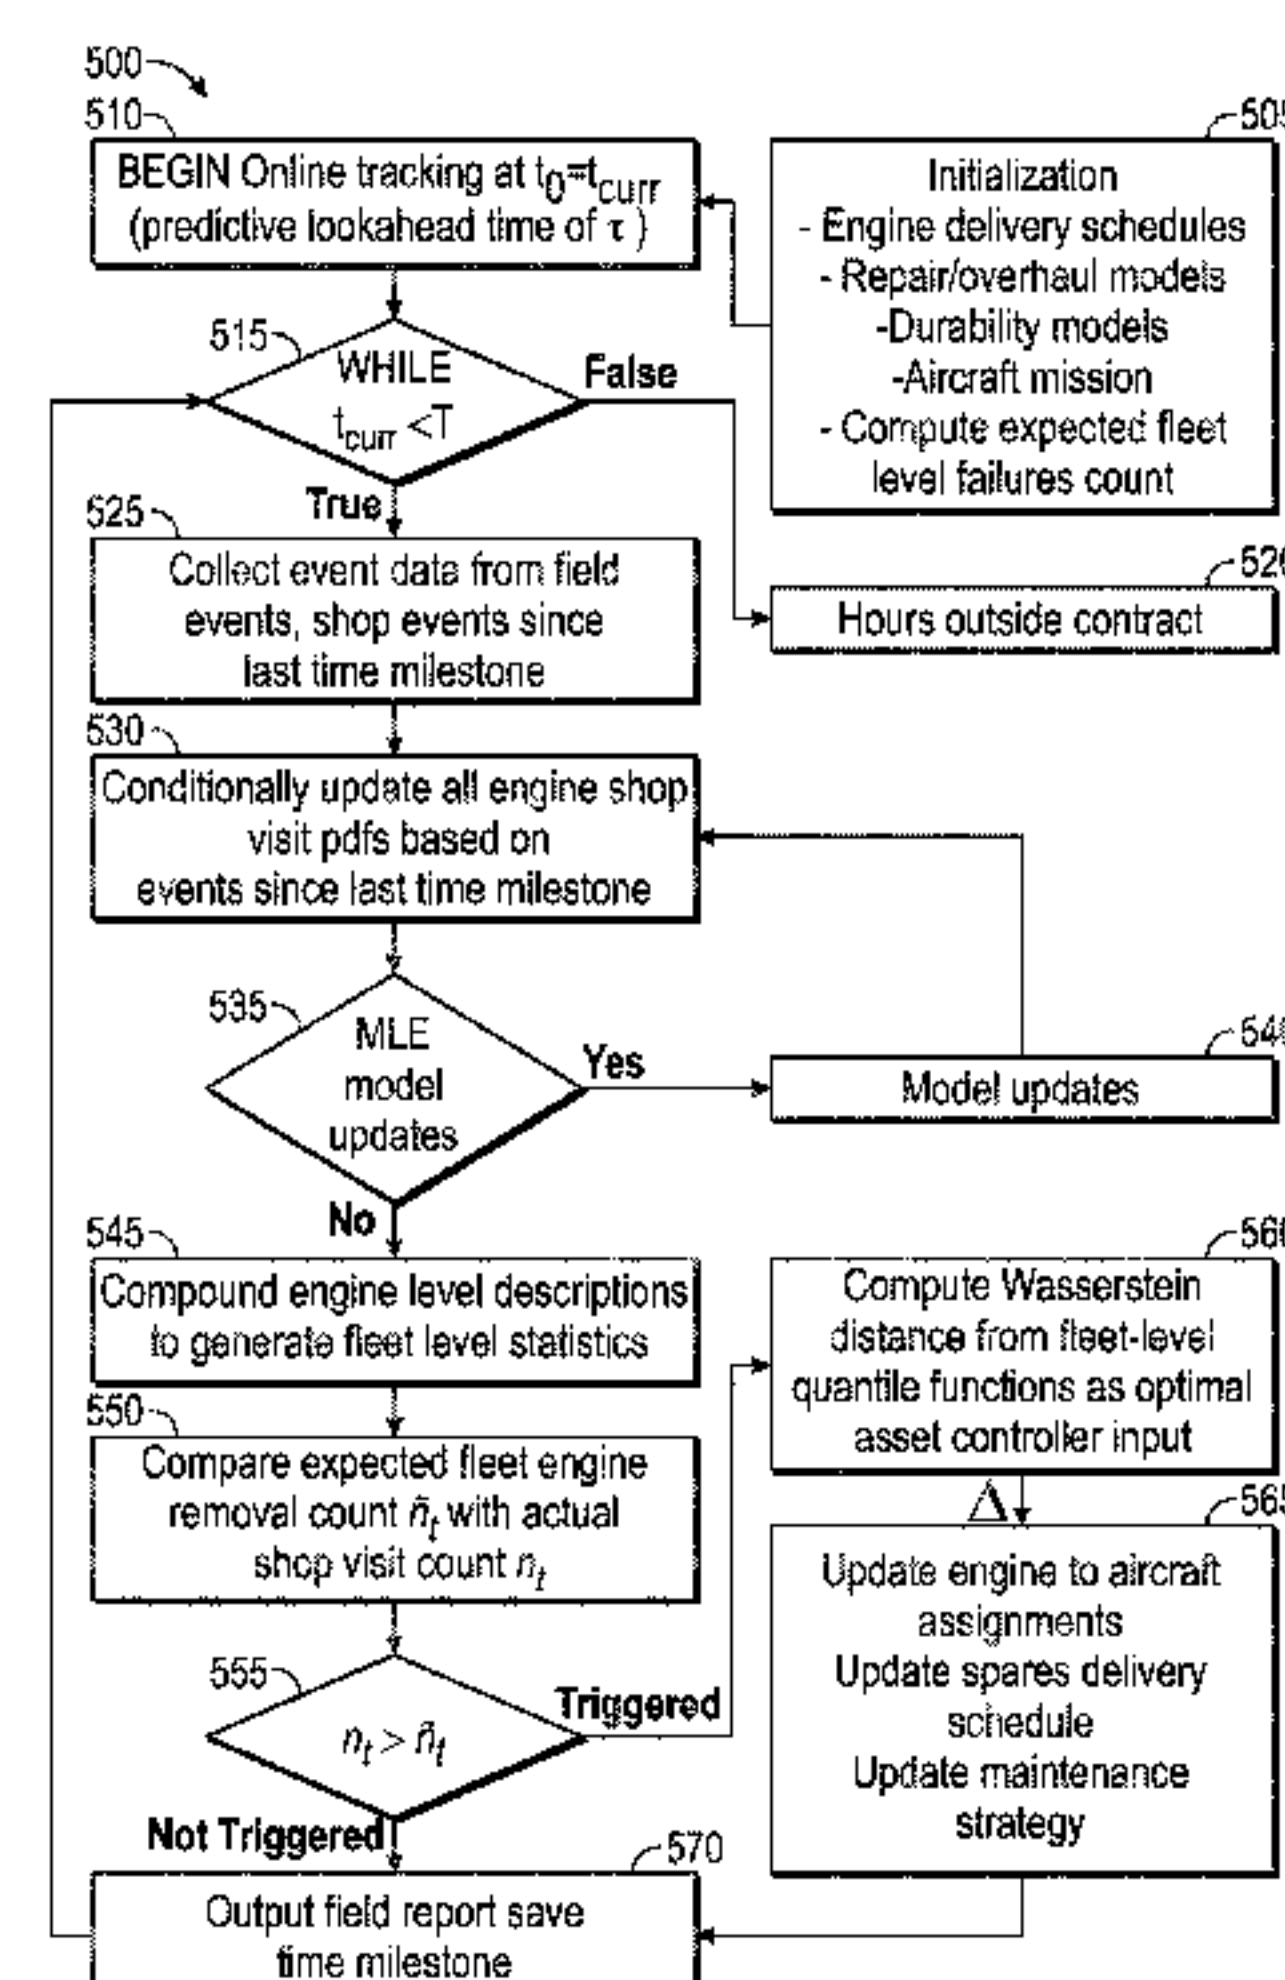 500
510
BEGIN Online tracking at t0=tcurr
(predictive lookahead time of τ )
505
Initialization
- Engine delivery schedules
- Repair/overhaul models
-Durability models
-Aircraft mission
- Compute expected fleet
level failures count
515
WHILE
tcurr <T
False
True
520
Hours outside contract
525
Collect event data from field
events, shop events since
last time milestone
530
Conditionally update all engine shop
visit pdfs based on
events since last time milestone
535
MLE
model
updates
Yes
No
540
Model updates
545
Compound engine level descriptions
to generate fleet level statistics
550
Compare expected fleet engine
removal count ñt with actual
shop visit count nt
555
nt > ñt
Triggered
Not Triggered
560
Compute Wasserstein
distance from fleet-level
quantile functions as optimal
asset controller input
Δ
565
Update engine to aircraft
assignments
Update spares delivery
schedule
Update maintenance
strategy
570
Output field report save
time milestone